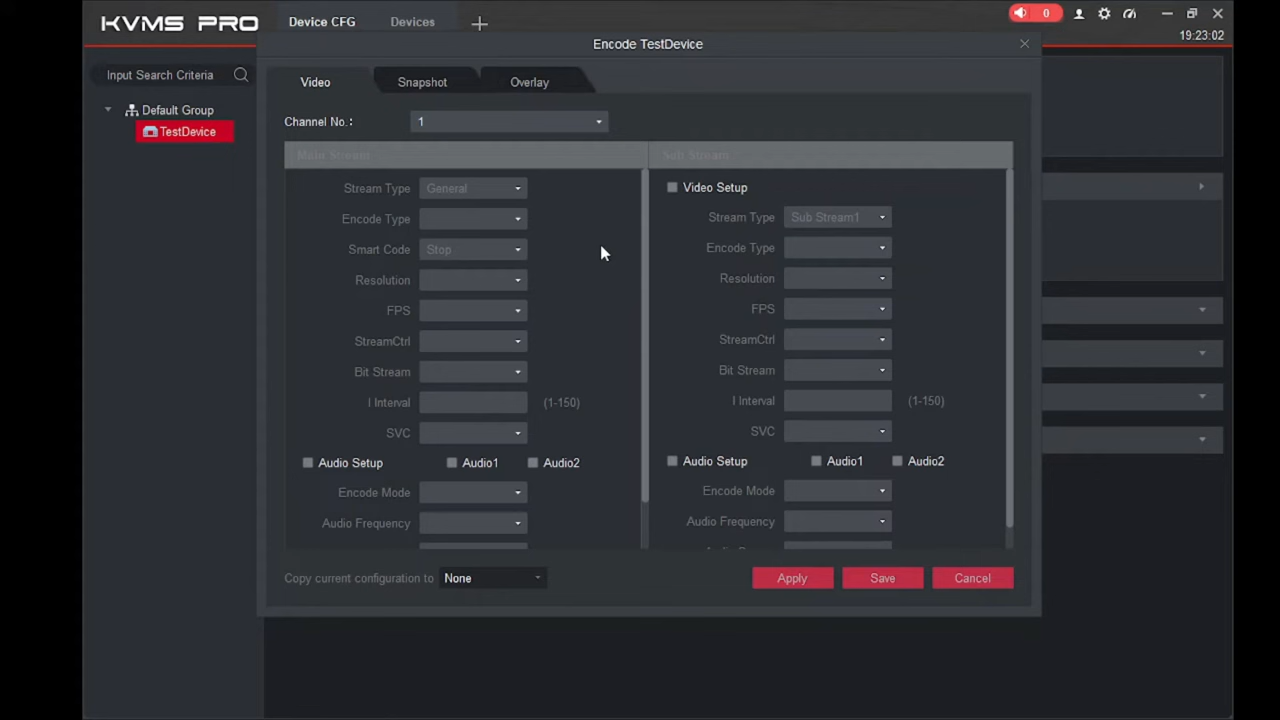 KVMS PRO
Device CFG
Devices
0
19:23:02
Encode TestDevice
Input Search Criteria
Default Group
TestDevice
Video
Snapshot
Overlay
Channel No.:
1
Main Stream
Stream Type
General
Encode Type
Smart Code
Stop
Resolution
FPS
StreamCtrl
Bit Stream
I Interval
(1-150)
SVC
Audio Setup
Audio1
Audio2
Encode Mode
Audio Frequency
Sub Stream
Video Setup
Stream Type
Sub Stream1
Encode Type
Resolution
FPS
StreamCtrl
Bit Stream
I Interval
(1-150)
SVC
Audio Setup
Audio1
Audio2
Encode Mode
Audio Frequency
Copy current configuration to
None
Apply
Save
Cancel